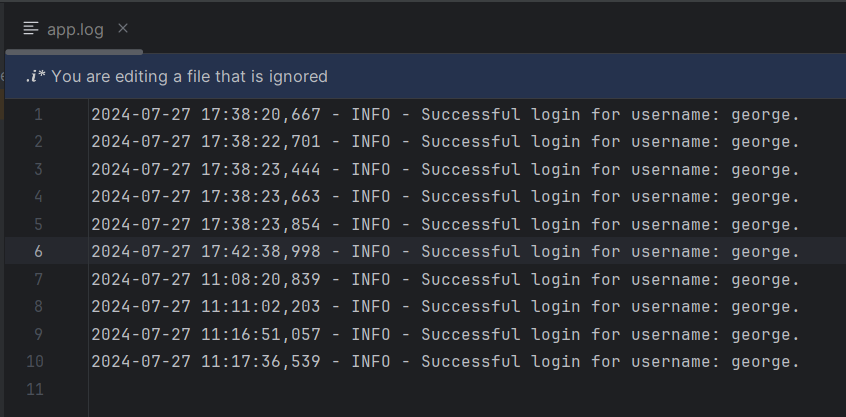 app.log
.i* You are editing a file that is ignored
1 2024-07-27 17:38:20,667 - INFO - Successful login for username: george.
2 2024-07-27 17:38:22,701 - INFO - Successful login for username: george.
3 2024-07-27 17:38:23,444 - INFO - Successful login for username: george.
4 2024-07-27 17:38:23,663 - INFO - Successful login for username: george.
5 2024-07-27 17:38:23,854 - INFO - Successful login for username: george.
6 2024-07-27 17:42:38,998 - INFO - Successful login for username: george.
7 2024-07-27 11:08:20,839 - INFO - Successful login for username: george.
8 2024-07-27 11:11:02,203 - INFO - Successful login for username: george.
9 2024-07-27 11:16:51,057 - INFO - Successful login for username: george.
10 2024-07-27 11:17:36,539 - INFO - Successful login for username: george.
11